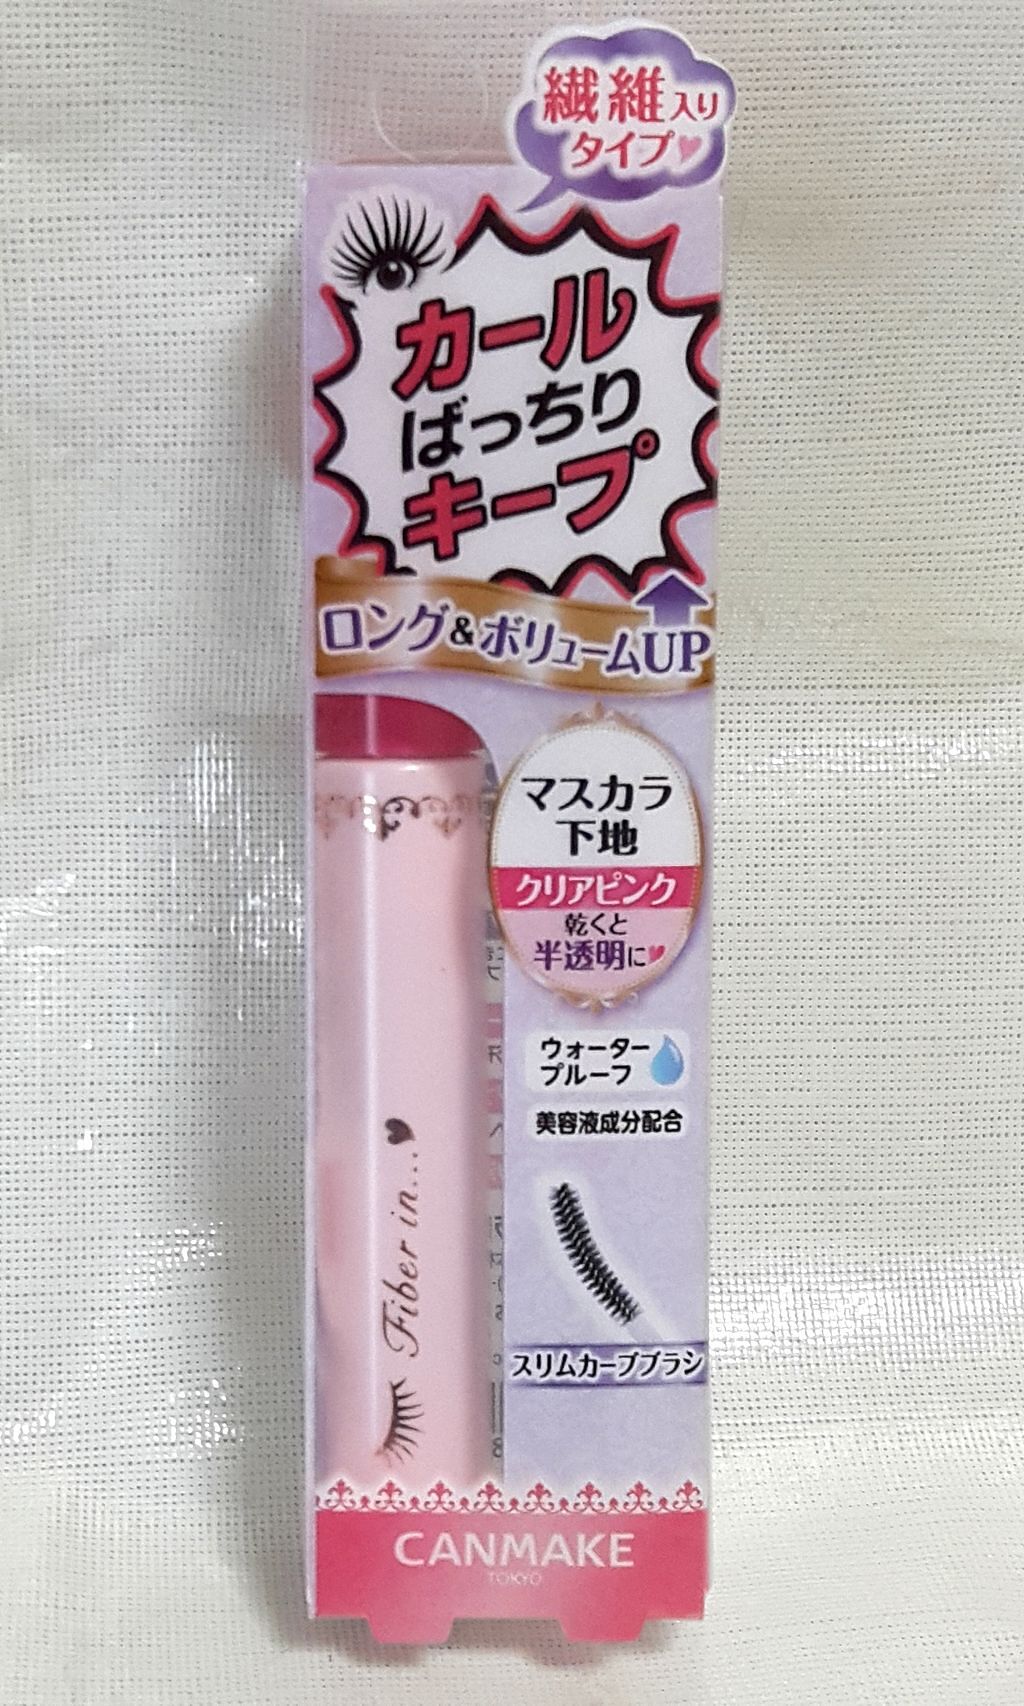 繊維入り
タイプ♥
カール
ばっちり
キープ
ロング&ボリュームUP
マスカラ
下地
クリアピンク
乾くと
半透明に♥
ウォーター
プルーフ
美容液成分配合
Fiber in...♥
スリムカーブブラシ
CANMAKE
TOKYO